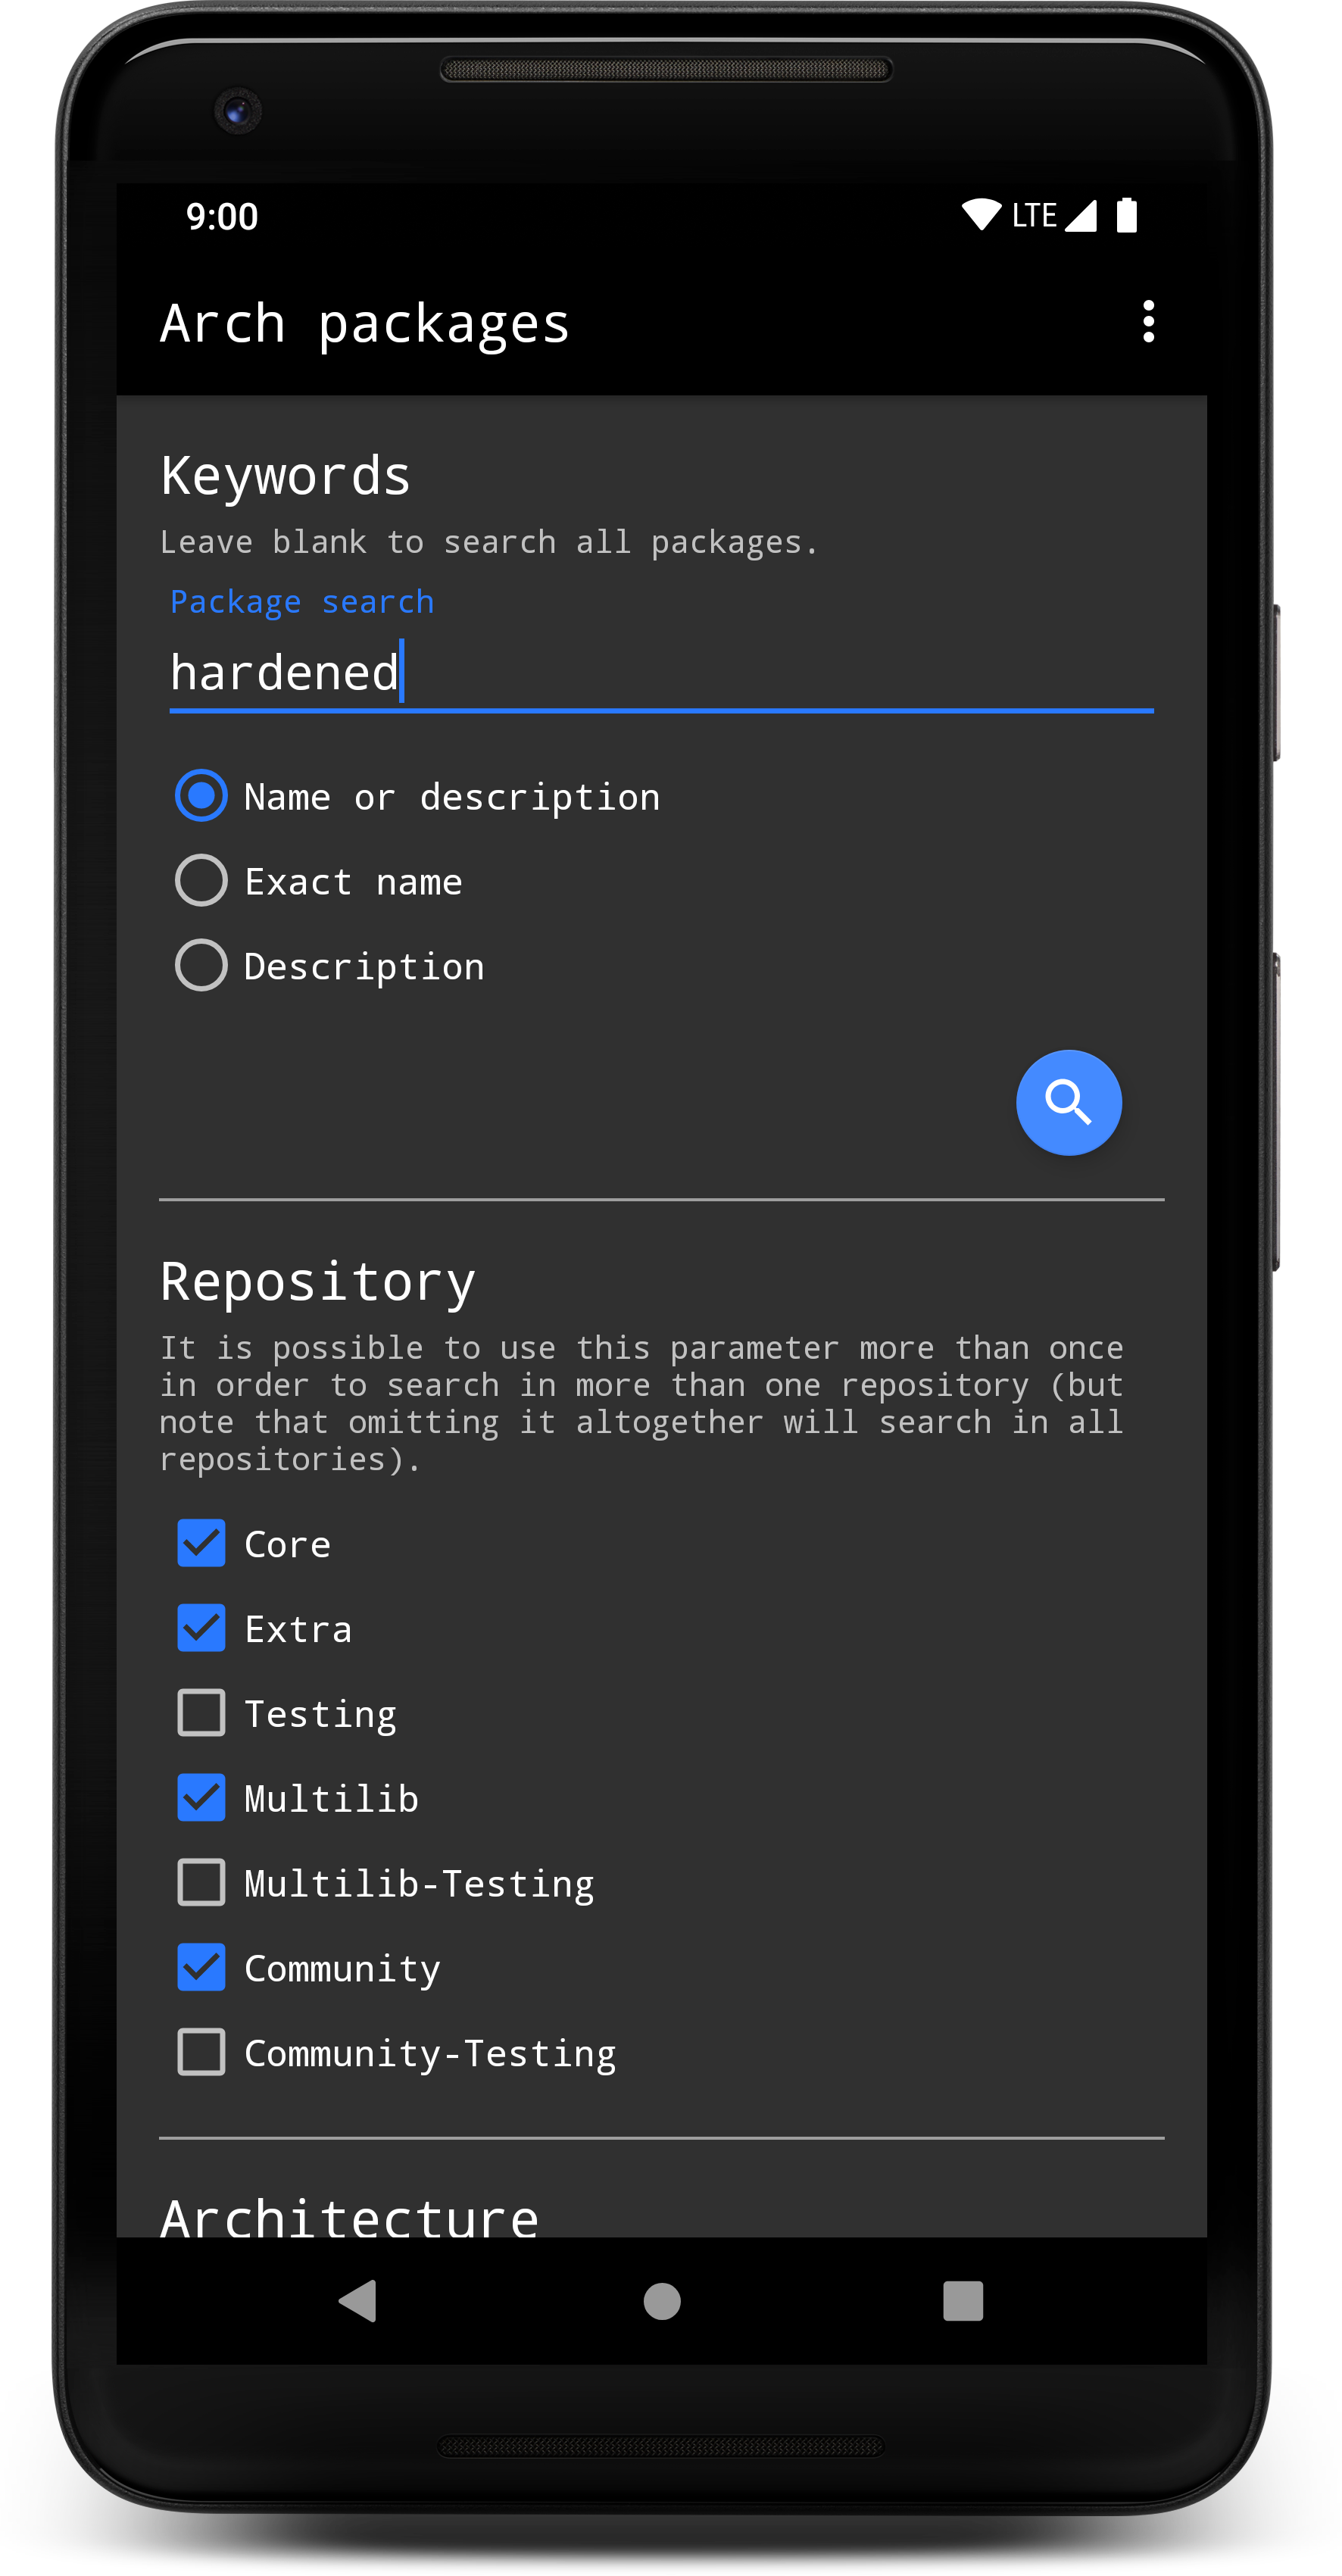 9:00 LTE
Arch packages
Keywords
Leave blank to search all packages.
Package search
hardened
Name or description
Exact name
Description
Repository
It is possible to use this parameter more than once
in order to search in more than one repository (but
note that omitting it altogether will search in all
repositories).
Core
Extra
Testing
Multilib
Multilib-Testing
Community
Community-Testing
Architecture